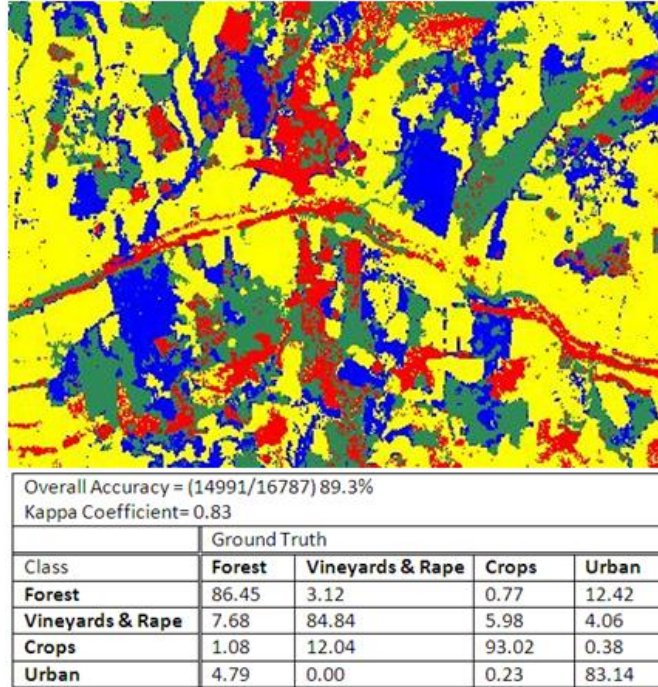 Overall Accuracy = (14991/16787) 89.3%
Kappa Coefficient= 0.83
Ground Truth
Class Forest Vineyards & Rape Crops Urban
Forest 86.45 3.12 0.77 12.42
Vineyards & Rape 7.68 84.84 5.98 4.06
Crops 1.08 12.04 93.02 0.38
Urban 4.79 0.00 0.23 83.14